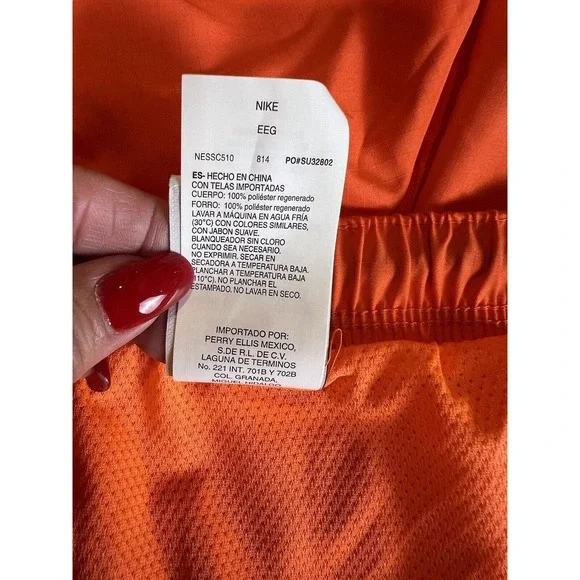 NIKE
EEG
NESSC510 814 PO#SU32802
ES- HECHO EN CHINA
CON TELAS IMPORTADAS
CUERPO: 100% poliéster regenerado
FORRO: 100% poliéster regenerado
LAVAR A MÁQUINA EN AGUA FRÍA
(30°C) CON COLORES SIMILARES,
CON JABON SUAVE.
BLANQUEADOR SIN CLORO
CUANDO SEA NECESARIO.
NO EXPRIMIR. SECAR EN
SECADORA A TEMPERATURA BAJA.
PLANCHAR A TEMPERATURA BAJA
(110°C). NO PLANCHAR EL
ESTAMPADO. NO LAVAR EN SECO.
IMPORTADO POR:
PERRY ELLIS MEXICO,
S.DE R.L. DE C.V.
LAGUNA DE TERMINOS
No. 221 INT. 701B Y 702B
COL. GRANADA,
MIGUEL HIDALGO